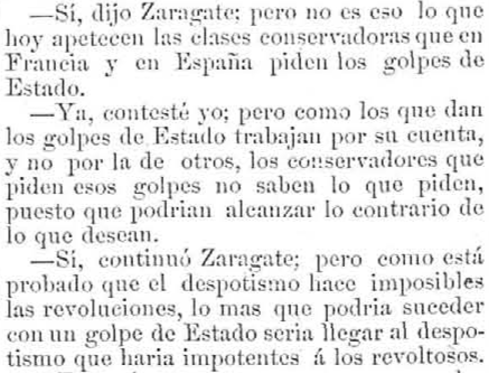 —Sí, dijo Zaragate; pero no es eso lo que
hoy apetecen las clases conservadoras que en
Francia y en España piden los golpes de
Estado.
—Ya, contesté yo; pero como los que dan
los golpes de Estado trabajan por su cuenta,
y no por la de otros, los conservadores que
piden esos golpes no saben lo que piden,
puesto que podrian alcanzar lo contrario de
lo que desean.
—Sí, continuó Zaragate; pero como está
probado que el despotismo hace imposibles
las revoluciones, lo mas que podria suceder
con un golpe de Estado seria llegar al despo-
tismo que haria impotentes á los revoltosos.